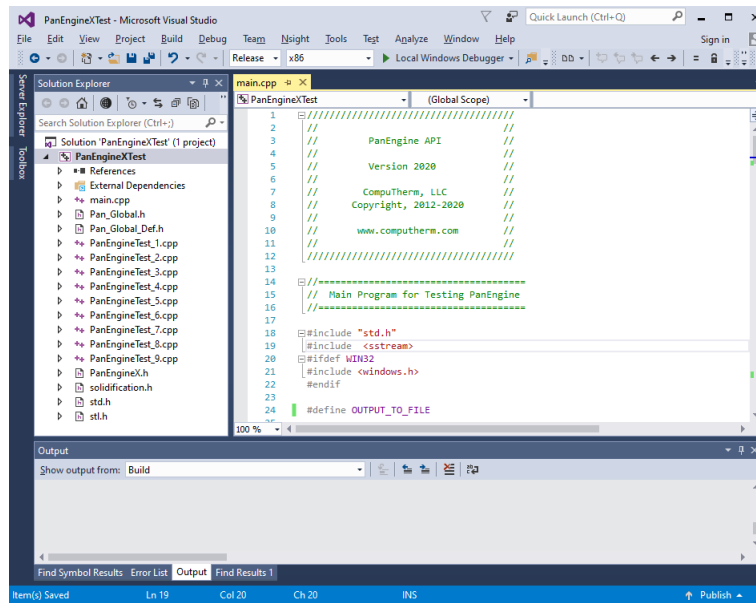 PanEngineXTest - Microsoft Visual Studio
Quick Launch (Ctrl+Q)
File Edit View Project Build Debug Team Nsight Tools Test Analyze Window Help Sign in
Release x86 Local Windows Debugger
Server Explorer
Toolbox
Solution Explorer
Search Solution Explorer (Ctrl+;)
Solution 'PanEngineXTest' (1 project)
PanEngineXTest
References
External Dependencies
main.cpp
Pan_Global.h
Pan_Global_Def.h
PanEngineTest_1.cpp
PanEngineTest_2.cpp
PanEngineTest_3.cpp
PanEngineTest_4.cpp
PanEngineTest_5.cpp
PanEngineTest_6.cpp
PanEngineTest_7.cpp
PanEngineTest_8.cpp
PanEngineTest_9.cpp
PanEngineX.h
solidification.h
std.h
stl.h
main.cpp
PanEngineXTest (Global Scope)
1 /////////////////////////////////////
2 // //
3 // PanEngine API //
4 // //
5 // Version 2020 //
6 // //
7 // CompuTherm, LLC //
8 // Copyright, 2012-2020 //
9 // //
10 // www.computherm.com //
11 // //
12 /////////////////////////////////////
13
14 //=====================================
15 // Main Program for Testing PanEngine
16 //=====================================
17
18 #include "std.h"
19 #include <sstream>
20 #ifdef WIN32
21 #include <windows.h>
22 #endif
23
24 #define OUTPUT_TO_FILE
100 %
Output
Show output from: Build
Find Symbol Results Error List Output Find Results 1
Item(s) Saved Ln 19 Col 20 Ch 20 INS Publish